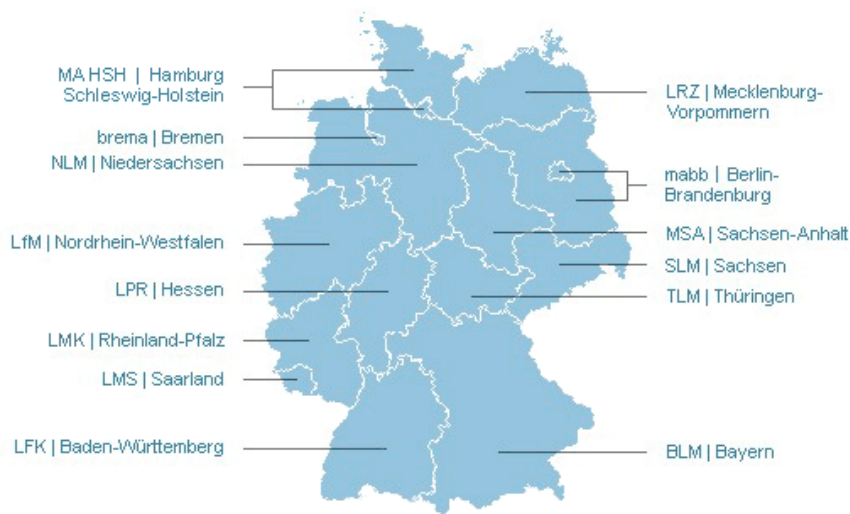 MA HSH | Hamburg
Schleswig-Holstein
brema | Bremen
NLM | Niedersachsen
LfM | Nordrhein-Westfalen
LPR | Hessen
LMK | Rheinland-Pfalz
LMS | Saarland
LFK | Baden-Württemberg
LRZ | Mecklenburg-
Vorpommern
mabb | Berlin-
Brandenburg
MSA | Sachsen-Anhalt
SLM | Sachsen
TLM | Thüringen
BLM | Bayern